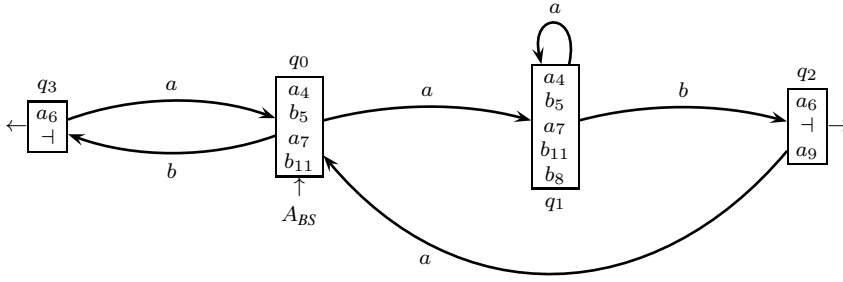 a
q₃
a₆
⊣
a
b
q₀
a₄
b₅
a₇
b₁₁
A_BS
a
a
a₄
b₅
a₇
b₁₁
b₈
q₁
b
q₂
a₆
⊣
a₉
a